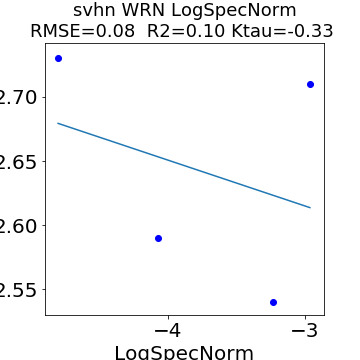 svhn WRN LogSpecNorm
RMSE=0.08 R2=0.10 Ktau=-0.33
2.70
2.65
2.60
2.55
−4 −3
LogSpecNorm